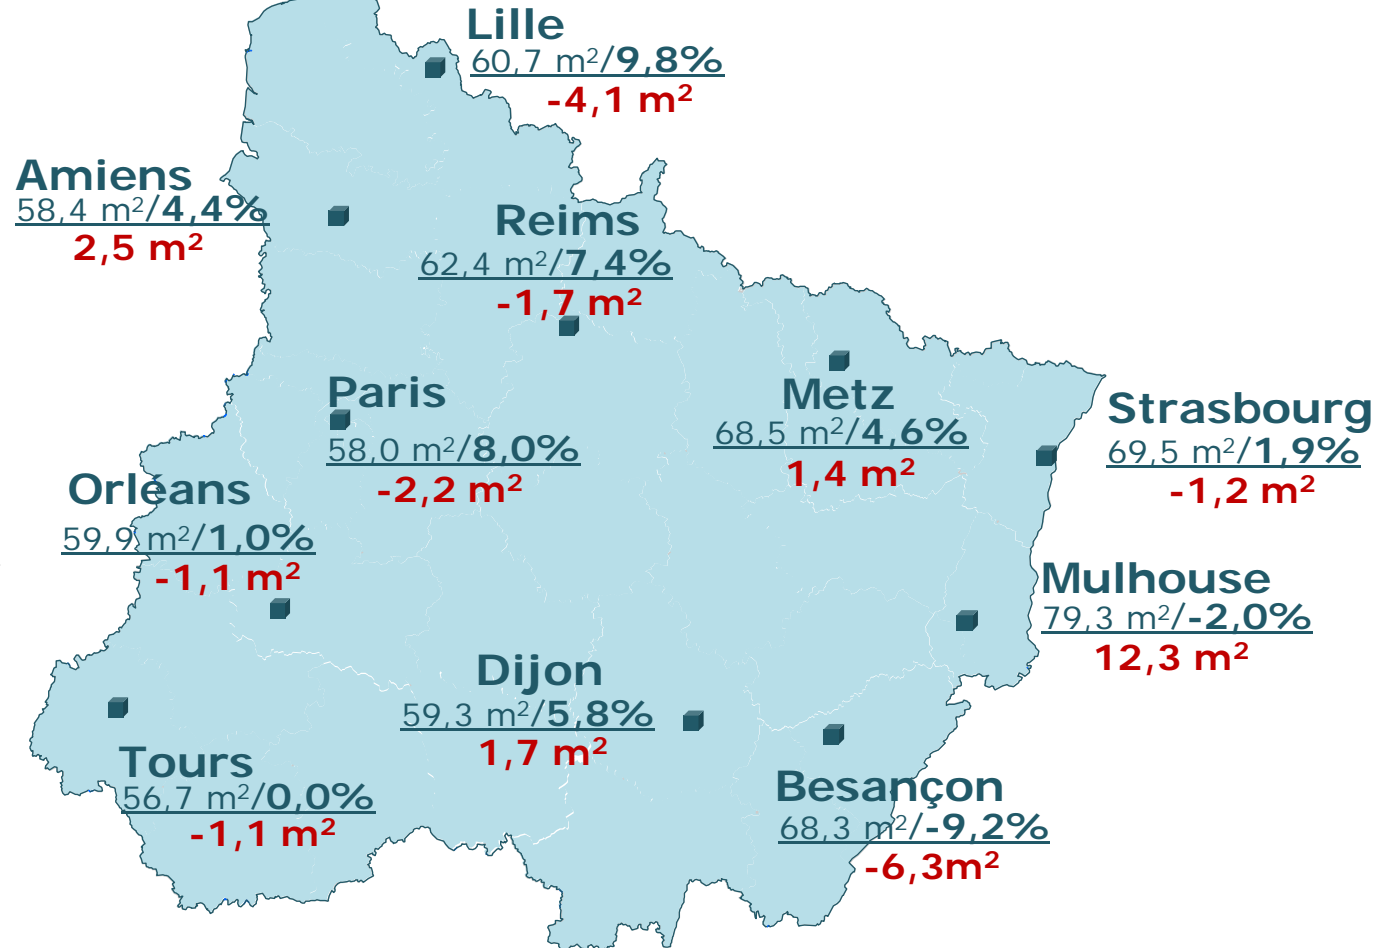 Lille
60,7 m²/9,8%
-4,1 m²
Amiens
58,4 m²/4,4%
2,5 m²
Reims
62,4 m²/7,4%
-1,7 m²
Paris
58,0 m²/8,0%
-2,2 m²
Metz
68,5 m²/4,6%
1,4 m²
Strasbourg
69,5 m²/1,9%
-1,2 m²
Orléans
59,9 m²/1,0%
-1,1 m²
Mulhouse
79,3 m²/-2,0%
12,3 m²
Dijon
59,3 m²/5,8%
1,7 m²
Tours
56,7 m²/0,0%
-1,1 m²
Besançon
68,3 m²/-9,2%
-6,3m²